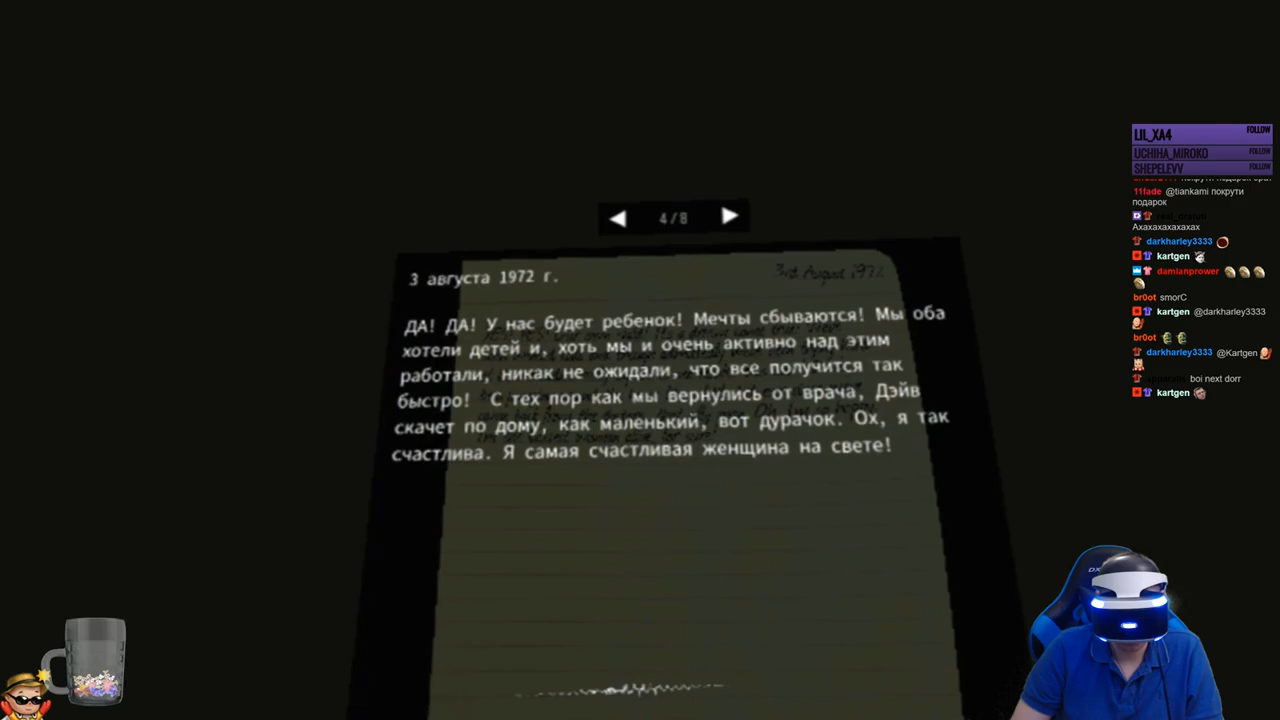 LIL_XA4 FOLLOW
UCHIHA_MIROKO FOLLOW
SHEPELEVV FOLLOW
11fade @tiankami покрути
подарок
Ахахахахахахах
darkharley3333
kartgen
damianprower
br0ot smorC
kartgen @darkharley3333
br0ot
darkharley3333 @Kartgen
boi next dorr
kartgen
4/8
3 августа 1972 г.
3rd August 1972
ДА! ДА! У нас будет ребенок! Мечты сбываются! Мы оба
хотели детей и, хоть мы и очень активно над этим
работали, никак не ожидали, что все получится так
быстро! С тех пор как мы вернулись от врача, Дэйв
скачет по дому, как маленький, вот дурачок. Ох, я так
счастлива. Я самая счастливая женщина на свете!